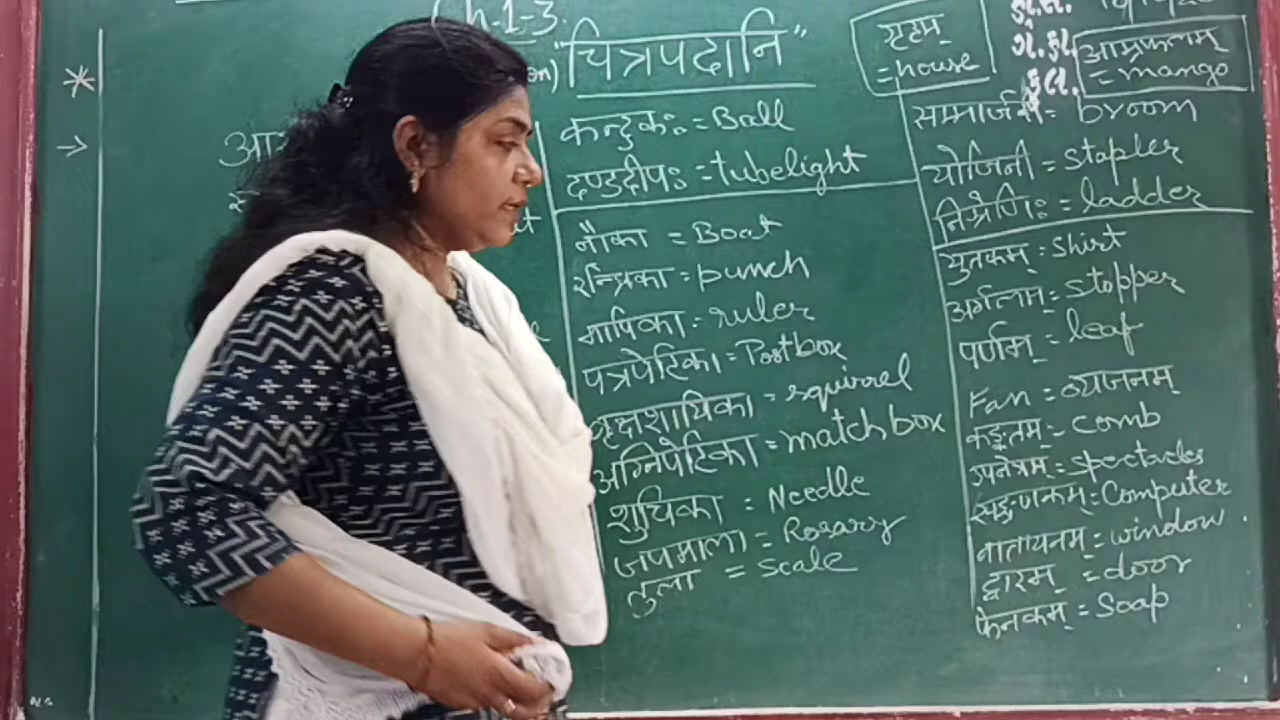 Ch.1-3.
"चित्रपदानि"
*
→
कन्दुकः = Ball
दण्डदीपः = tubelight
नौका = Boat
रन्ध्रिका = punch
मापिका = ruler
पत्रपेटिका = Postbox
वृक्षशायिका = squirrel
अग्निपेटिका = match box
शुचिका = Needle
जपमाला = Rosary
तुला = scale
गृहम्
= house
आम्रफलम्
= mango
सम्मार्जनी = broom
योजिनी = stapler
निश्रेणिः = ladder
युतकम् = shirt
अर्गलम् = stopper
पर्णम् = leaf
Fan = व्यजनम्
कङ्कतम् = comb
उपनेत्रम् = spectacles
सङ्गणकम् = Computer
वातायनम् = window
द्वारम् = door
फेनकम् = Soap